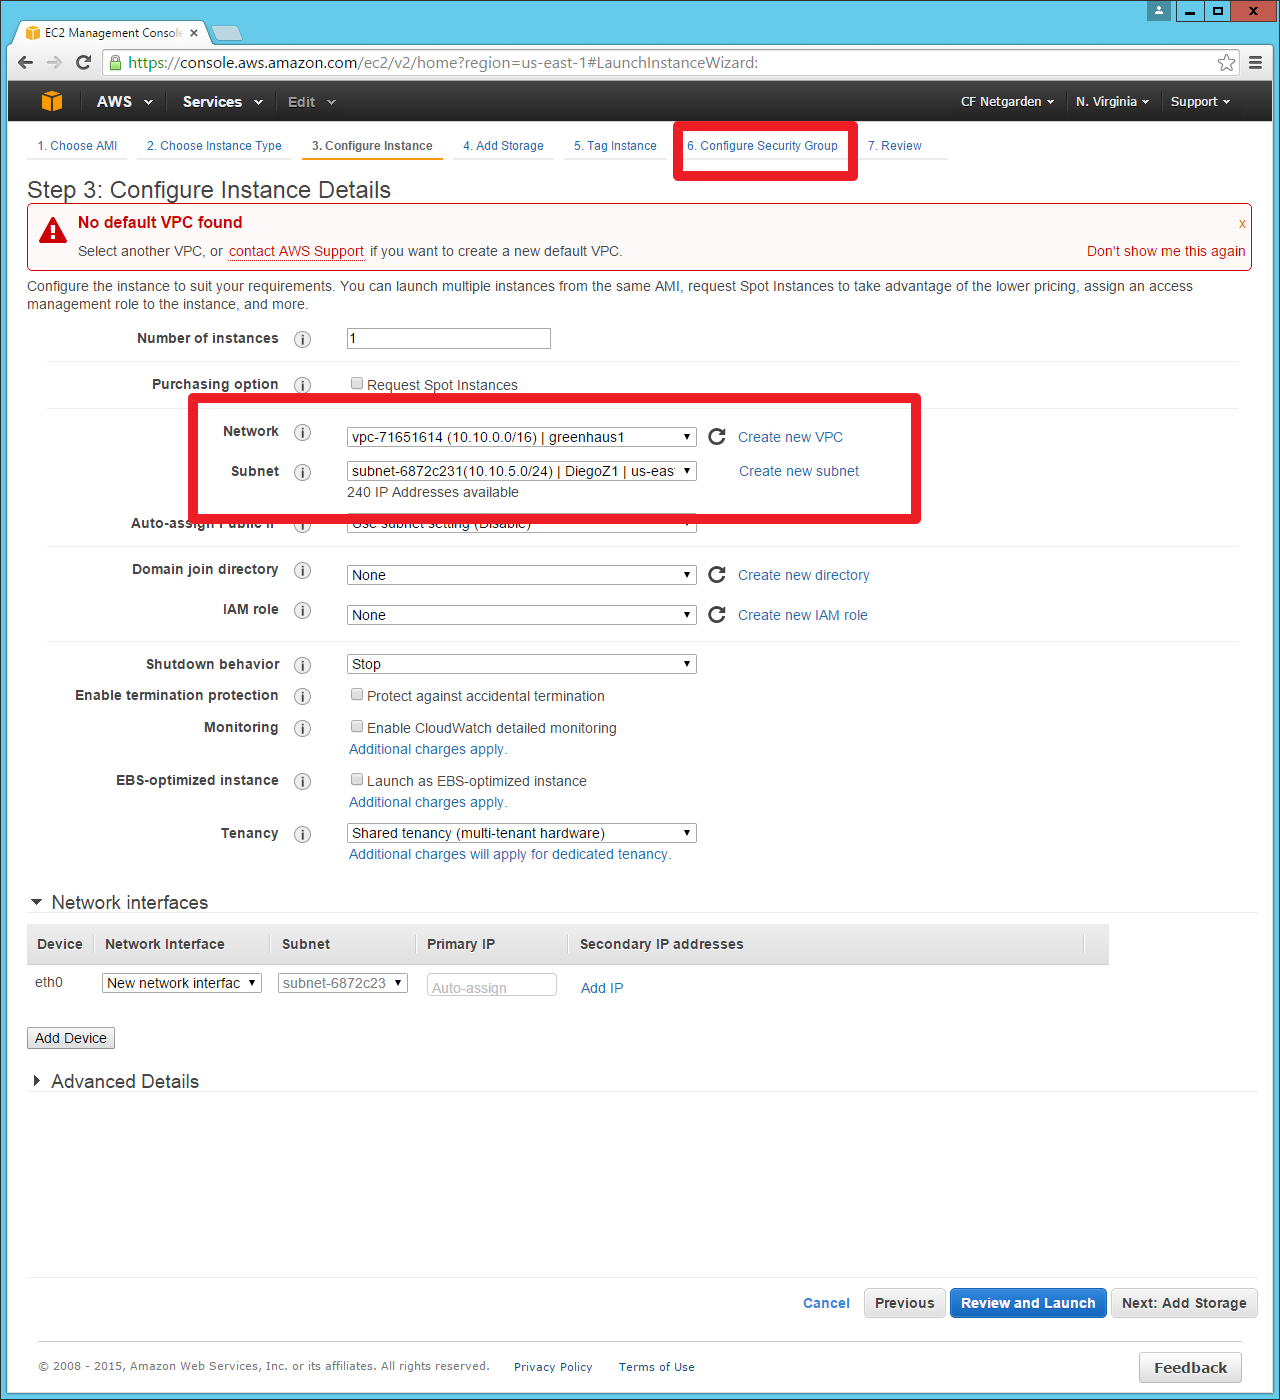 EC2 Management Console
https://console.aws.amazon.com/ec2/v2/home?region=us-east-1#LaunchInstanceWizard:
AWS Services Edit CF Netgarden N. Virginia Support
1. Choose AMI 2. Choose Instance Type 3. Configure Instance 4. Add Storage 5. Tag Instance 6. Configure Security Group 7. Review
Step 3: Configure Instance Details
No default VPC found x
Select another VPC, or contact AWS Support if you want to create a new default VPC. Don't show me this again
Configure the instance to suit your requirements. You can launch multiple instances from the same AMI, request Spot Instances to take advantage of the lower pricing, assign an access
management role to the instance, and more.
Number of instances i 1
Purchasing option i Request Spot Instances
Network i vpc-71651614 (10.10.0.0/16) | greenhaus1 Create new VPC
Subnet i subnet-6872c231(10.10.5.0/24) | DiegoZ1 | us-eas Create new subnet
240 IP Addresses available
Auto-assign Public IP i Use subnet setting (Disable)
Domain join directory i None Create new directory
IAM role i None Create new IAM role
Shutdown behavior i Stop
Enable termination protection i Protect against accidental termination
Monitoring i Enable CloudWatch detailed monitoring
Additional charges apply.
EBS-optimized instance i Launch as EBS-optimized instance
Additional charges apply.
Tenancy i Shared tenancy (multi-tenant hardware)
Additional charges will apply for dedicated tenancy.
Network interfaces
Device Network Interface Subnet Primary IP Secondary IP addresses
eth0 New network interfac subnet-6872c23 Auto-assign Add IP
Add Device
Advanced Details
Cancel Previous Review and Launch Next: Add Storage
© 2008 - 2015, Amazon Web Services, Inc. or its affiliates. All rights reserved. Privacy Policy Terms of Use Feedback